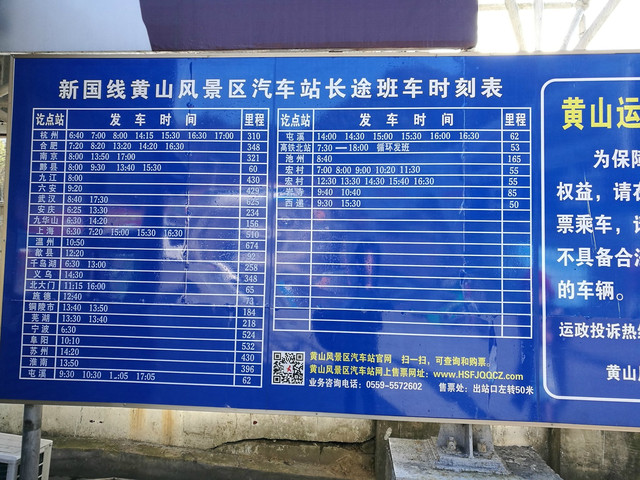 新国线黄山风景区汽车站长途班车时刻表
讫点站 发车时间 里程
杭州 6:40 7:00 8:00 14:15 15:30 16:30 17:00 310
合肥 7:20 8:20 13:20 14:20 16:30 348
南京 8:00 13:50 17:00 321
黟县 8:00 9:30 13:40 15:30 60
九江 8:00 430
六安 9:20 429
武汉 8:40 17:30 625
安庆 6:25 13:30 234
九华山 6:30 14:20 156
上海 6:30 7:20 15:00 15:30 16:30 510
温州 10:50 674
歙县 12:20 92
千岛湖 6:30 13:00 258
义乌 14:30 348
北大门 11:15 16:00 65
旌德 12:40 73
铜陵市 13:40 13:50 184
芜湖 13:30 13:40 218
宁波 6:30 524
阜阳 10:10 532
苏州 14:20 430
淮南 13:50 396
屯溪 9:30 10:30 17:05 62
讫点站 发车时间 里程
屯溪 14:00 14:30 15:00 15:30 16:00 16:30 62
高铁北站 7:30 —18:00 循环发班 53
池州 8:40 165
宏村 7:00 8:00 9:00 10:20 11:30 55
宏村 12:30 13:30 14:30 15:40 16:30 55
岩寺 9:40 10:40 85
西递 9:30 15:30 50
黄山风景区汽车站官网 扫一扫,可查询和购票.
黄山风景区汽车站网上售票网址:www.HSFJQQCZ.com
业务咨询电话:0559-5572602 售票处:出站口左转50米
黄山运
为保障
权益,请在
票乘车,
不具备合
的车辆。
运政投诉热线
黄山